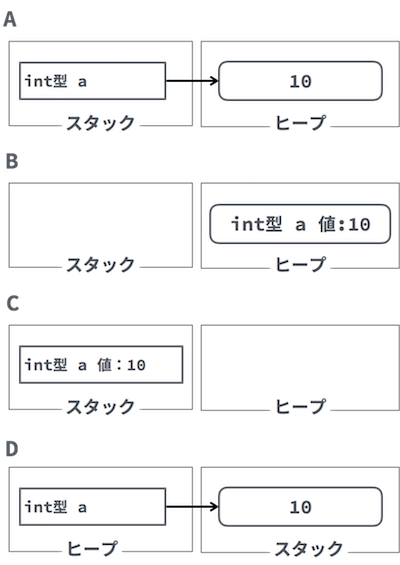 A
int型 a
10
スタック
ヒープ
B
int型 a 値:10
スタック
ヒープ
C
int型 a 値：10
スタック
ヒープ
D
int型 a
10
ヒープ
スタック